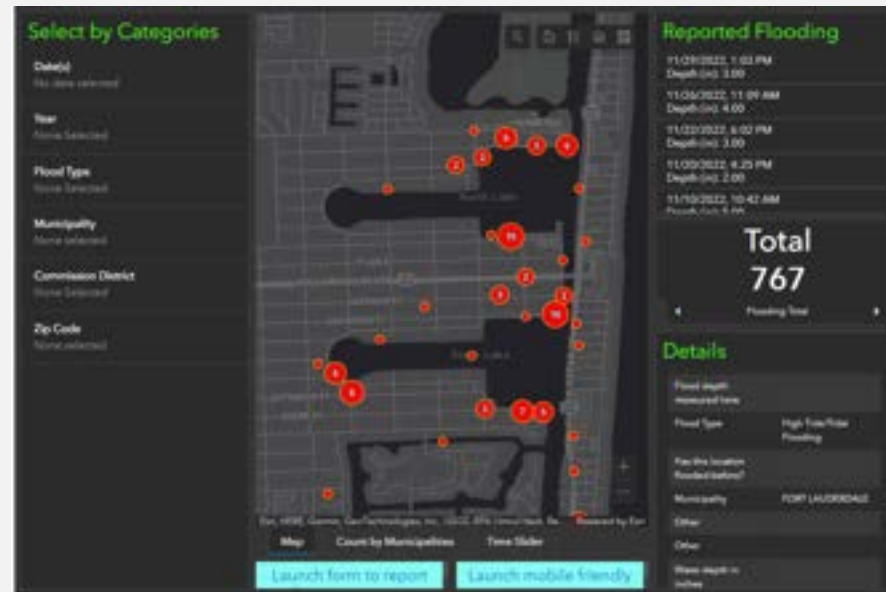 Select by Categories
Date(s)
No date selected
Year
None Selected
Flood Type
None Selected
Municipality
None selected
Commission District
None Selected
Zip Code
None selected
Map
Count by Municipalities
Time Slider
Launch form to report
Launch mobile friendly
Reported Flooding
11/29/2022, 1:03 PM
Depth (in): 3.00
11/26/2022, 11:09 AM
Depth (in): 4.00
11/22/2022, 6:02 PM
Depth (in): 3.00
11/20/2022, 4:25 PM
Depth (in): 2.00
11/10/2022, 10:42 AM
Depth (in): 5.00
Total
767
Flooding Total
Details
Flood depth
measured here
Flood Type
High Tide/Tidal
Flooding
Has this location
flooded before?
Municipality
FORT LAUDERDALE
Other
Other
Water depth in
inches